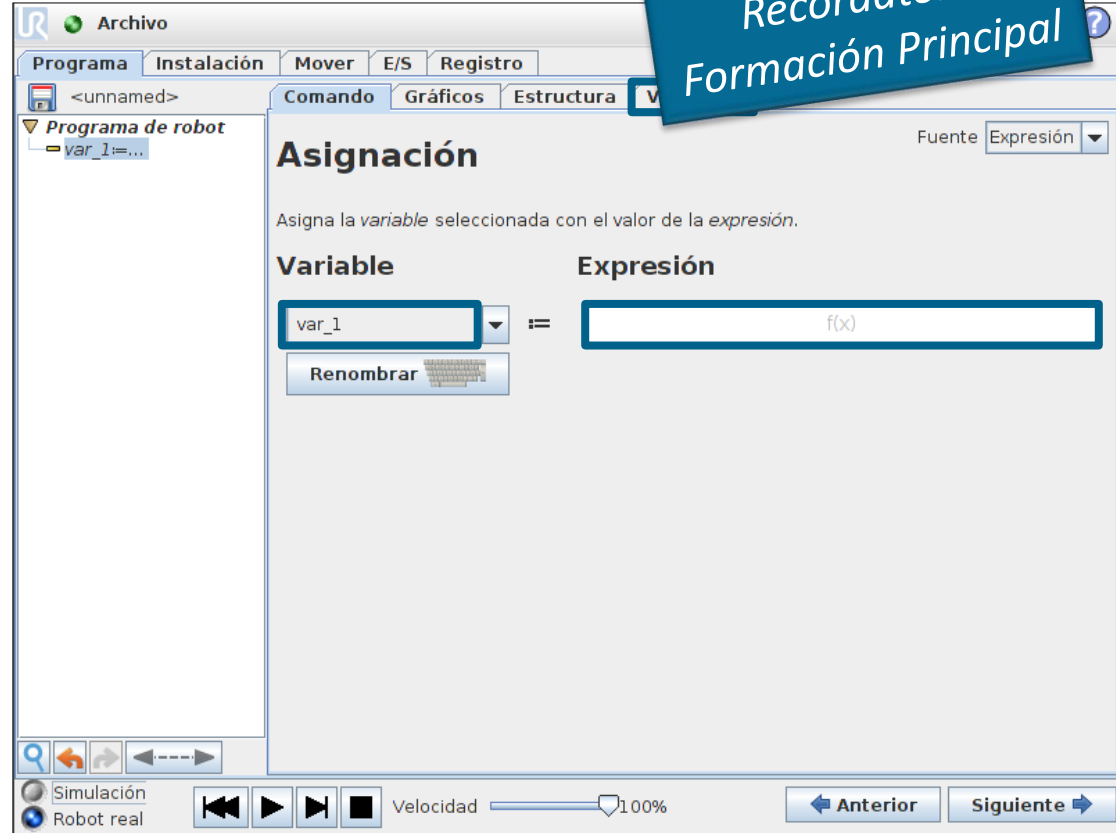 UR Archivo ?
Formación Principal
Programa Instalación Mover E/S Registro
<unnamed> Comando Gráficos Estructura
Programa de robot
var_1:=...
Fuente Expresión
Asignación
Asigna la variable seleccionada con el valor de la expresión.
Variable Expresión
var_1 := f(x)
Renombrar
Simulación
Robot real
Velocidad 100%
Anterior Siguiente